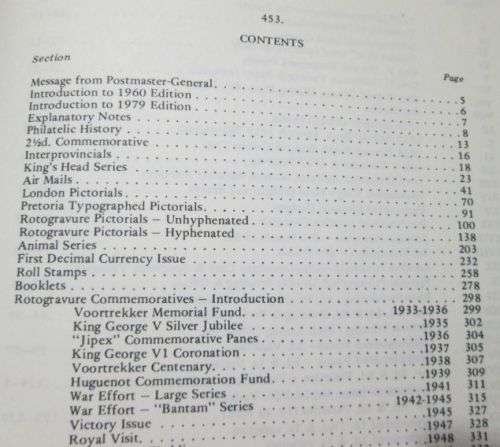 453.
CONTENTS
Section Page
Message from Postmaster-General. 5
Introduction to 1960 Edition 6
Introduction to 1979 Edition 7
Explanatory Notes 8
Philatelic History 13
2½d. Commemorative 16
Interprovincials 18
King's Head Series 23
Air Mails 41
London Pictorials 70
Pretoria Typographed Pictorials 91
Rotogravure Pictorials — Unhyphenated 100
Rotogravure Pictorials — Hyphenated 138
Animal Series 203
First Decimal Currency Issue 232
Roll Stamps 258
Booklets 278
Rotogravure Commemoratives — Introduction 298
Voortrekker Memorial Fund. 1933-1936 299
King George V Silver Jubilee 1935 302
"Jipex" Commemorative Panes 1936 304
King George V1 Coronation 1937 305
Voortrekker Centenary. 1938 307
Huguenot Commemoration Fund 1939 309
War Effort — Large Series 1941 311
War Effort — "Bantam" Series 1942-1945 315
Victory Issue 1945 327
Royal Visit. 1947 328
1948 331